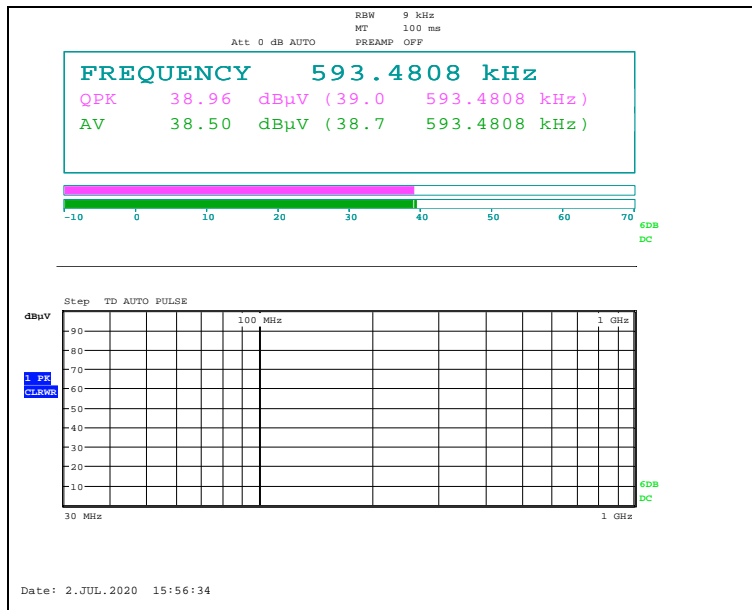 RBW 9 kHz
MT 100 ms
Att 0 dB AUTO PREAMP OFF
FREQUENCY 593.4808 kHz
QPK 38.96 dBµV (39.0 593.4808 kHz)
AV 38.50 dBµV (38.7 593.4808 kHz)
-10 0 10 20 30 40 50 60 70
6DB
DC
Step TD AUTO PULSE
dBµV
100 MHz 1 GHz
90
80
70
1 PK
60
CLRWR
50
40
30
20
10
6DB
DC
30 MHz 1 GHz
Date: 2.JUL.2020 15:56:34